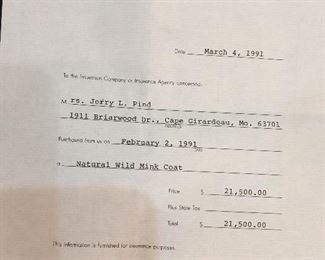 Date March 4, 1991
To the Insurance Company or Insurance Agency concerned:
M rs. Jerry L. Pind
1911 Briarwood Dr., Cape Girardeau, Mo. 63701
Address
Purchased from us on February 2, 1991
a Natural Wild Mink Coat
Price $ 21,500.00
Plus State Tax
Total $ 21,500.00
This information is furnished for insurance purposes.